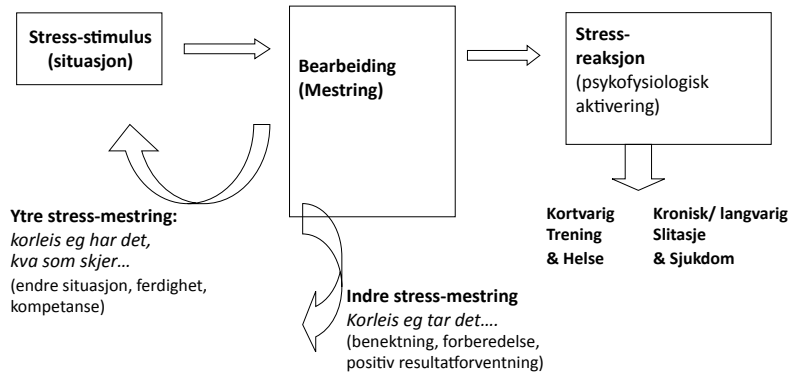 Stress-stimulus
(situasjon)
Bearbeiding
(Mestring)
Stress-
reaksjon
(psykofysiologisk
aktivering)
Ytre stress-mestring:
korleis eg har det,
kva som skjer…
(endre situasjon, ferdighet,
kompetanse)
Indre stress-mestring
Korleis eg tar det….
(benektning, forberedelse,
positiv resultatforventning)
Kortvarig
Trening
& Helse
Kronisk/ langvarig
Slitasje
& Sjukdom